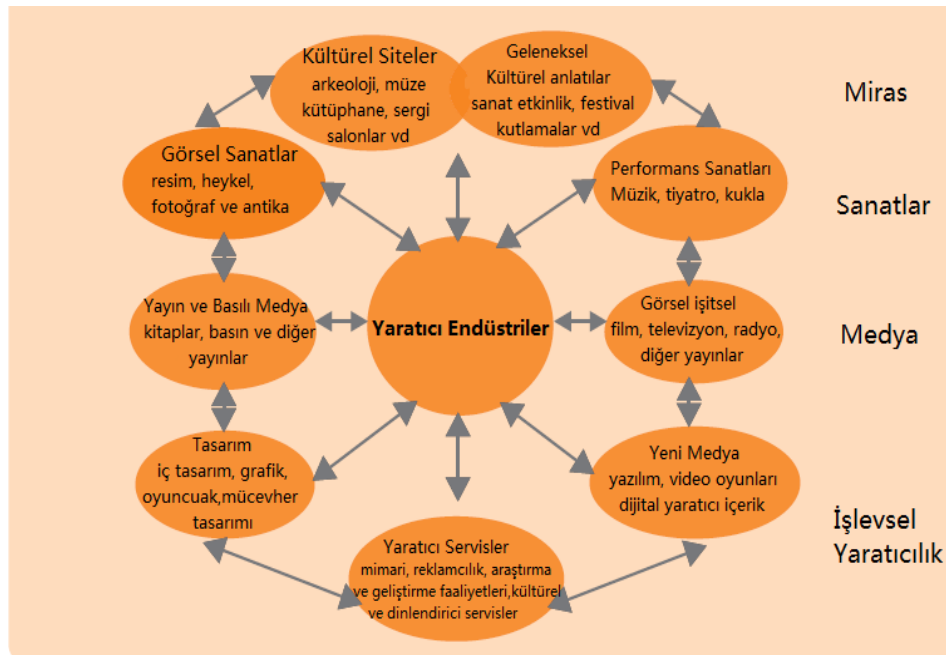 Kültürel Siteler
arkeoloji, müze
kütüphane, sergi
salonlar vd
Geleneksel
Kültürel anlatılar
sanat etkinlik, festival
kutlamalar vd
Miras
Görsel Sanatlar
resim, heykel,
fotoğraf ve antika
Performans Sanatları
Müzik, tiyatro, kukla
Sanatlar
Yayın ve Basılı Medya
kitaplar, basın ve diğer
yayınlar
Yaratıcı Endüstriler
Görsel işitsel
film, televizyon, radyo,
diğer yayınlar
Medya
Tasarım
iç tasarım, grafik,
oyuncuak,mücevher
tasarımı
Yeni Medya
yazılım, video oyunları
dijital yaratıcı içerik
İşlevsel
Yaratıcılık
Yaratıcı Servisler
mimari, reklamcılık, araştırma
ve geliştirme faaliyetleri,kültürel
ve dinlendirici servisler